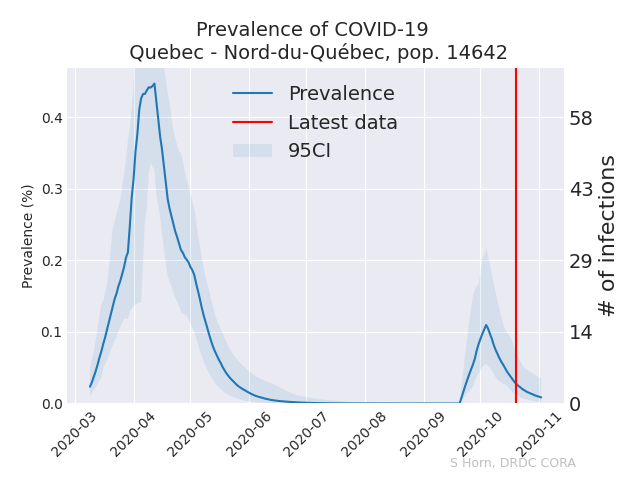 Prevalence of COVID-19
Quebec - Nord-du-Québec, pop. 14642
Prevalence
Latest data
95CI
Prevalence (%)
0.4
0.3
0.2
0.1
0.0
58
43
29
14
0
# of infections
2020-03
2020-04
2020-05
2020-06
2020-07
2020-08
2020-09
2020-10
2020-11
S Horn, DRDC CORA